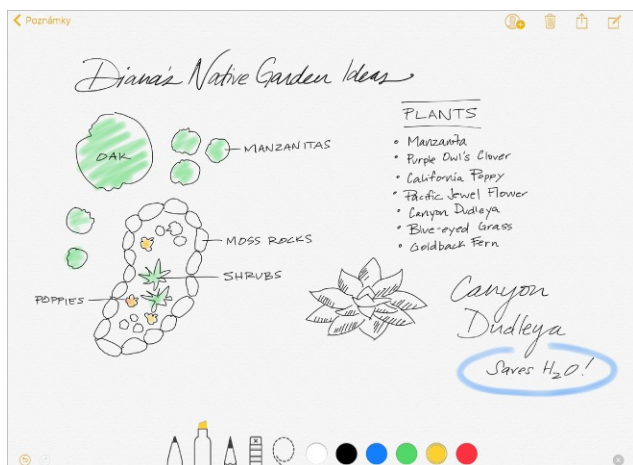 Poznámky
Diana's Native Garden Ideas
OAK
MANZANITAS
MOSS ROCKS
SHRUBS
POPPIES
PLANTS
• Manzanita
• Purple Owl's Clover
• California Poppy
• Pacific Jewel Flower
• Canyon Dudleya
• Blue-eyed Grass
• Goldback Fern
Canyon
Dudleya
Saves H₂O!